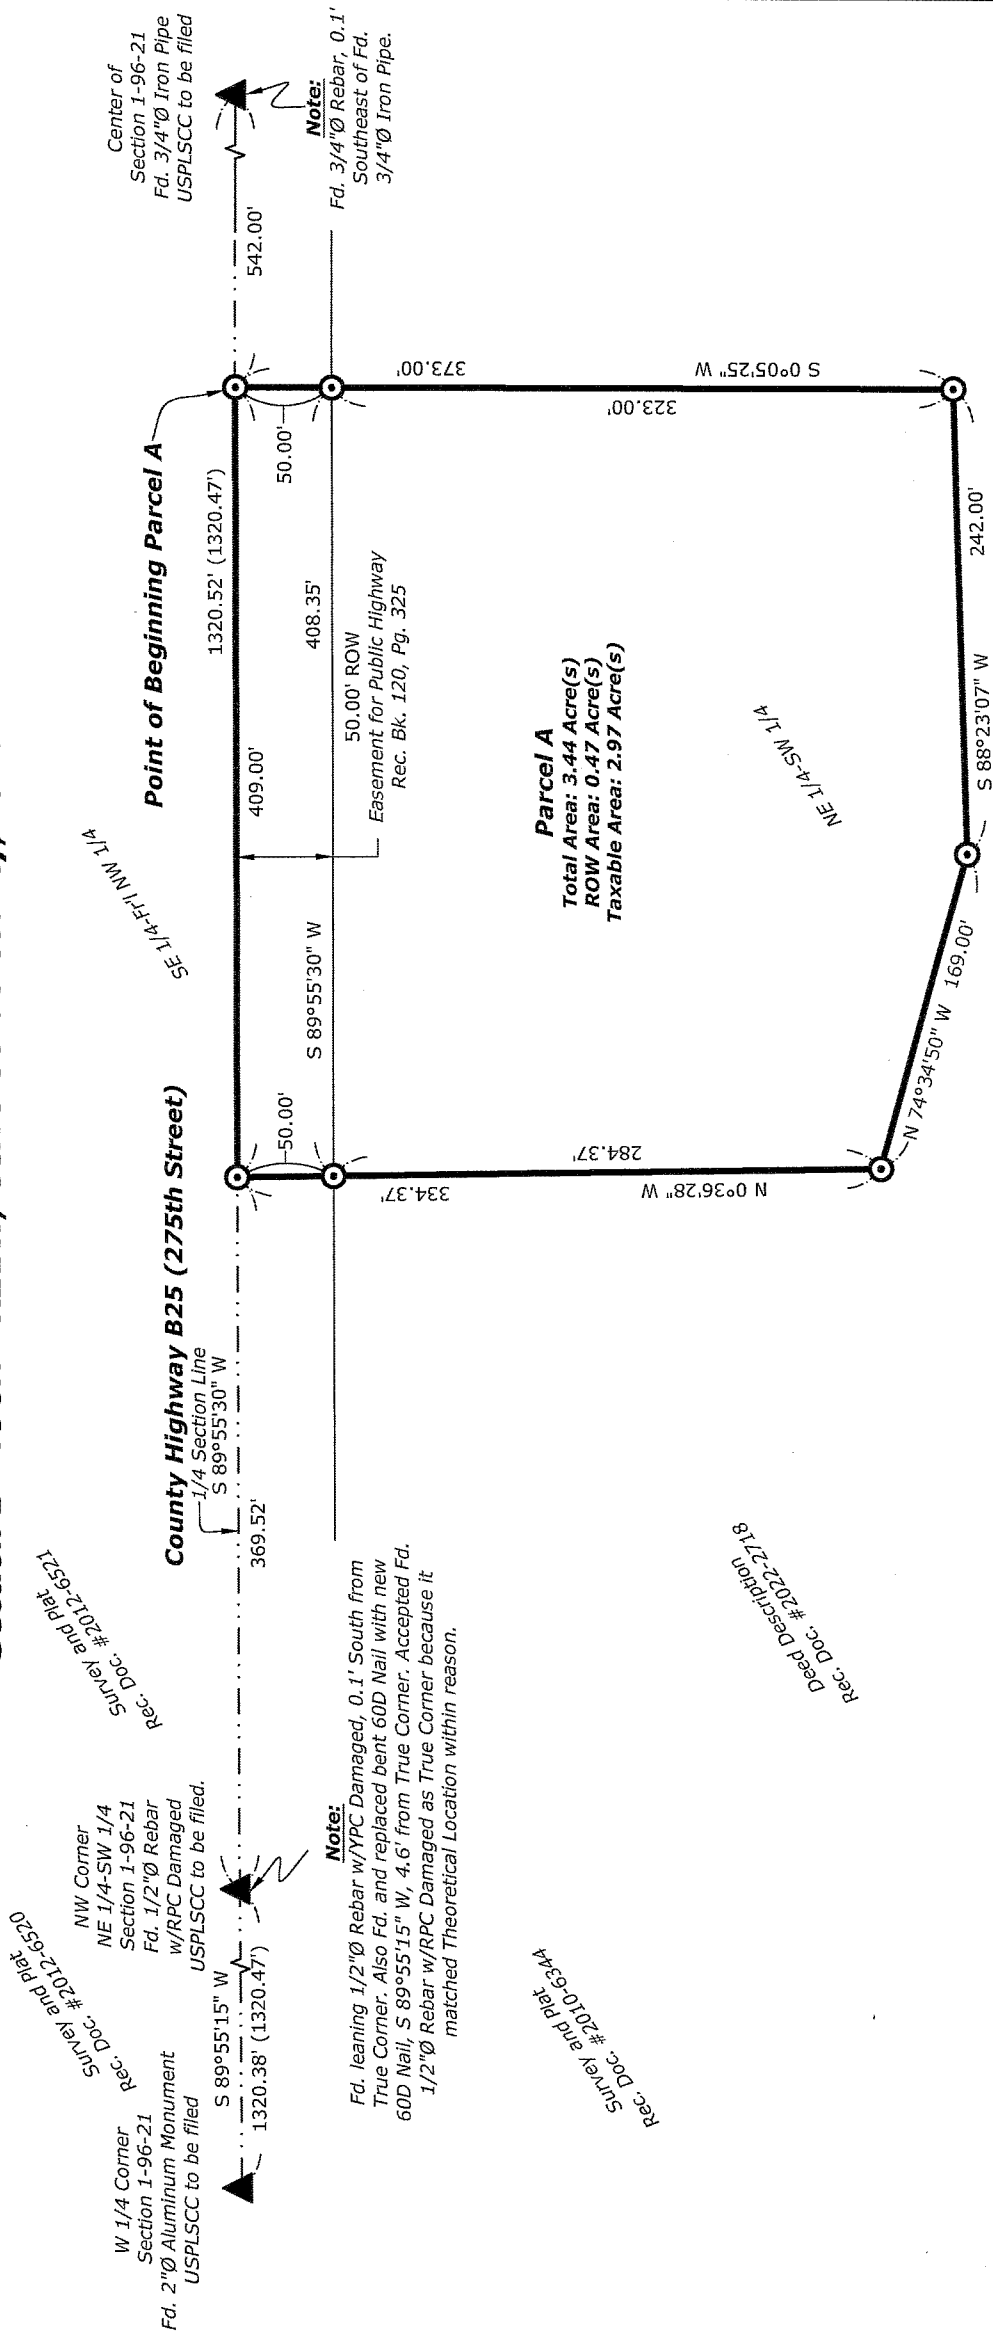 Survey and Plat
Rec. Doc. #2012-6520
Survey and Plat
Rec. Doc. #2012-6521
SE 1/4-Fr'l NW 1/4
W 1/4 Corner
Section 1-96-21
Fd. 2"Ø Aluminum Monument
USPLSCC to be filed
NW Corner
NE 1/4-SW 1/4
Section 1-96-21
Fd. 1/2"Ø Rebar
w/RPC Damaged
USPLSCC to be filed.
County Highway B25 (275th Street)
1/4 Section Line
S 89°55'30" W
Point of Beginning Parcel A
Center of
Section 1-96-21
Fd. 3/4"Ø Iron Pipe
USPLSCC to be filed
S 89°55'15" W
1320.38' (1320.47')
369.52'
409.00'
1320.52' (1320.47')
542.00'
50.00'
50.00'
S 89°55'30" W
408.35'
50.00' ROW
Easement for Public Highway
Rec. Bk. 120, Pg. 325
Note:
Fd. 3/4"Ø Rebar, 0.1'
Southeast of Fd.
3/4"Ø Iron Pipe.
Note:
Fd. leaning 1/2"Ø Rebar w/YPC Damaged, 0.1' South from
True Corner. Also Fd. and replaced bent 60D Nail with new
60D Nail, S 89°55'15" W, 4.6' from True Corner. Accepted Fd.
1/2"Ø Rebar w/RPC Damaged as True Corner because it
matched Theoretical Location within reason.
334.37'
284.37'
N 0°36'28" W
373.00'
323.00'
S 0°05'25" W
Parcel A
Total Area: 3.44 Acre(s)
ROW Area: 0.47 Acre(s)
Taxable Area: 2.97 Acre(s)
NE 1/4-SW 1/4
N 74°34'50" W 169.00'
S 88°23'07" W
242.00'
Survey and Plat
Rec. Doc. #2010-6344
Deed Description
Rec. Doc. #2022-2718